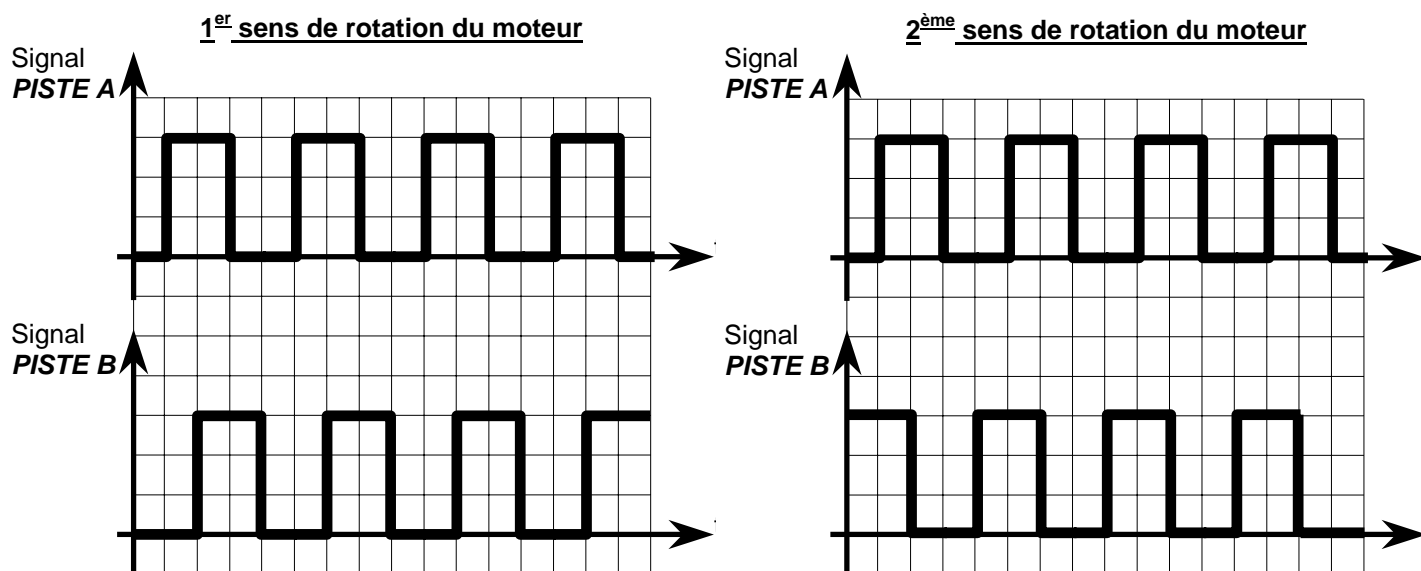 1er sens de rotation du moteur
Signal
PISTE A
Signal
PISTE B
2ème sens de rotation du moteur
Signal
PISTE A
Signal
PISTE B